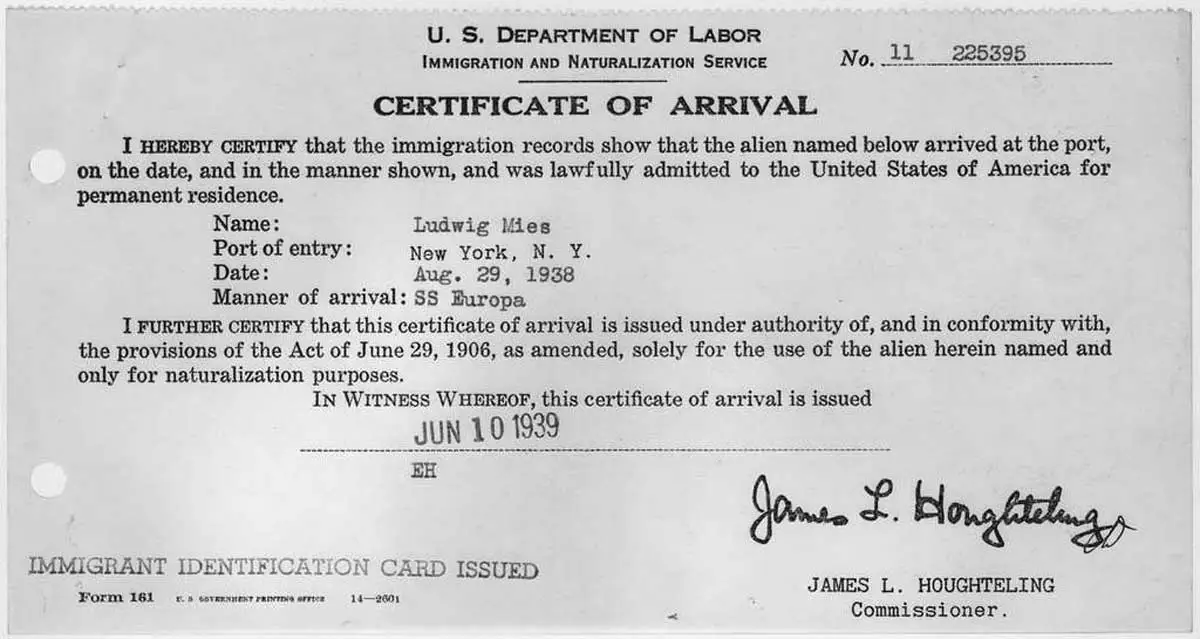 U. S. DEPARTMENT OF LABOR
IMMIGRATION AND NATURALIZATION SERVICE
No. 11 225395
CERTIFICATE OF ARRIVAL
I HEREBY CERTIFY that the immigration records show that the alien named below arrived at the port,
on the date, and in the manner shown, and was lawfully admitted to the United States of America for
permanent residence.
Name: Ludwig Mies
Port of entry: New York, N. Y.
Date: Aug. 29, 1938
Manner of arrival: SS Europa
I FURTHER CERTIFY that this certificate of arrival is issued under authority of, and in conformity with,
the provisions of the Act of June 29, 1906, as amended, solely for the use of the alien herein named and
only for naturalization purposes.
IN WITNESS WHEREOF, this certificate of arrival is issued
JUN 10 1939
EH
James L. Houghteling
IMMIGRANT IDENTIFICATION CARD ISSUED
Form 161 U. S GOVERNMENT PRINTING OFFICE 14—2601
JAMES L. HOUGHTELING
Commissioner.